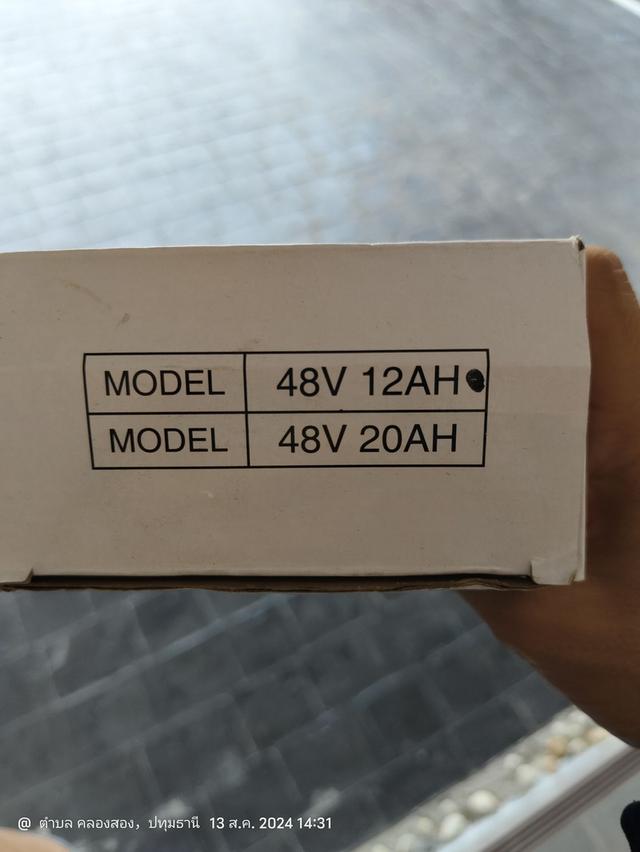 MODEL 48V 12AH
MODEL 48V 20AH
@ ตำบล คลองสอง, ปทุมธานี 13 ส.ค. 2024 14:31